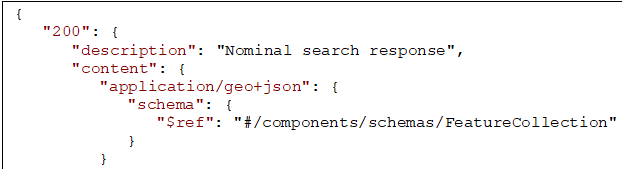 {
"200": {
"description": "Nominal search response",
"content": {
"application/geo+json": {
"schema": {
"$ref": "#/components/schemas/FeatureCollection"
}
}